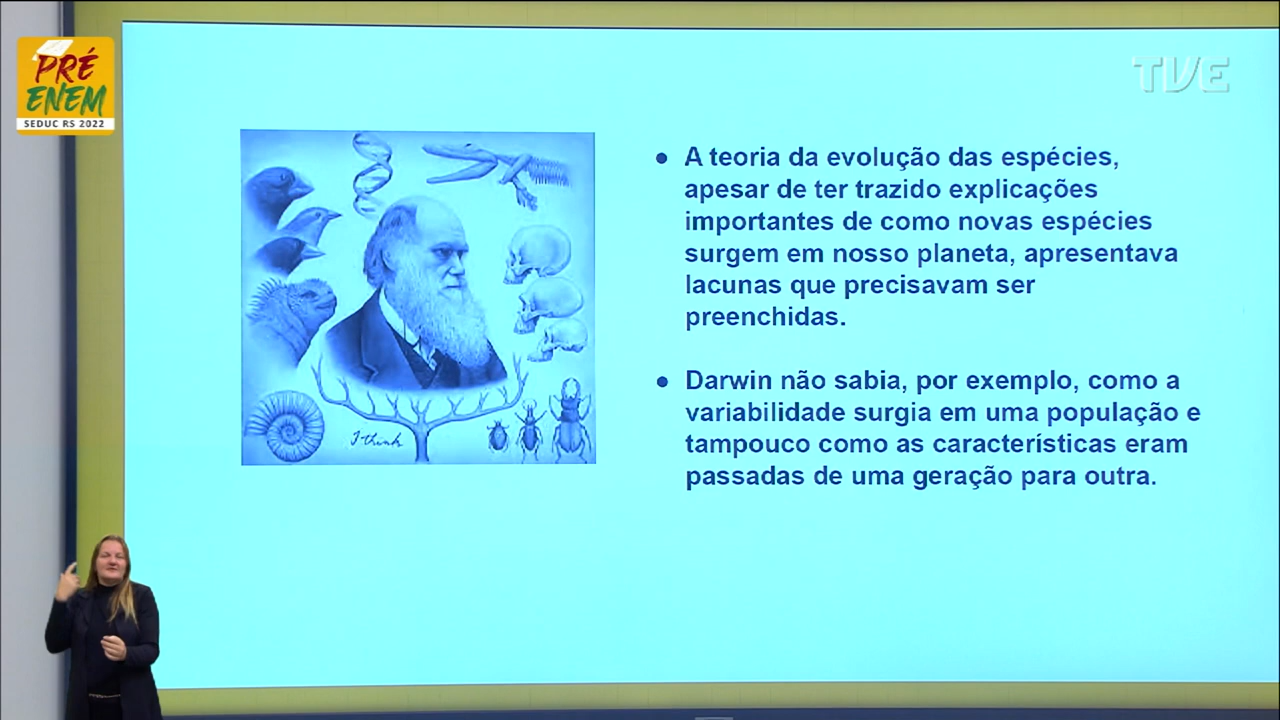 PRÉ
ENEM
SEDUC RS 2022
TVE
● A teoria da evolução das espécies,
apesar de ter trazido explicações
importantes de como novas espécies
surgem em nosso planeta, apresentava
lacunas que precisavam ser
preenchidas.
● Darwin não sabia, por exemplo, como a
variabilidade surgia em uma população e
tampouco como as características eram
passadas de uma geração para outra.
I think